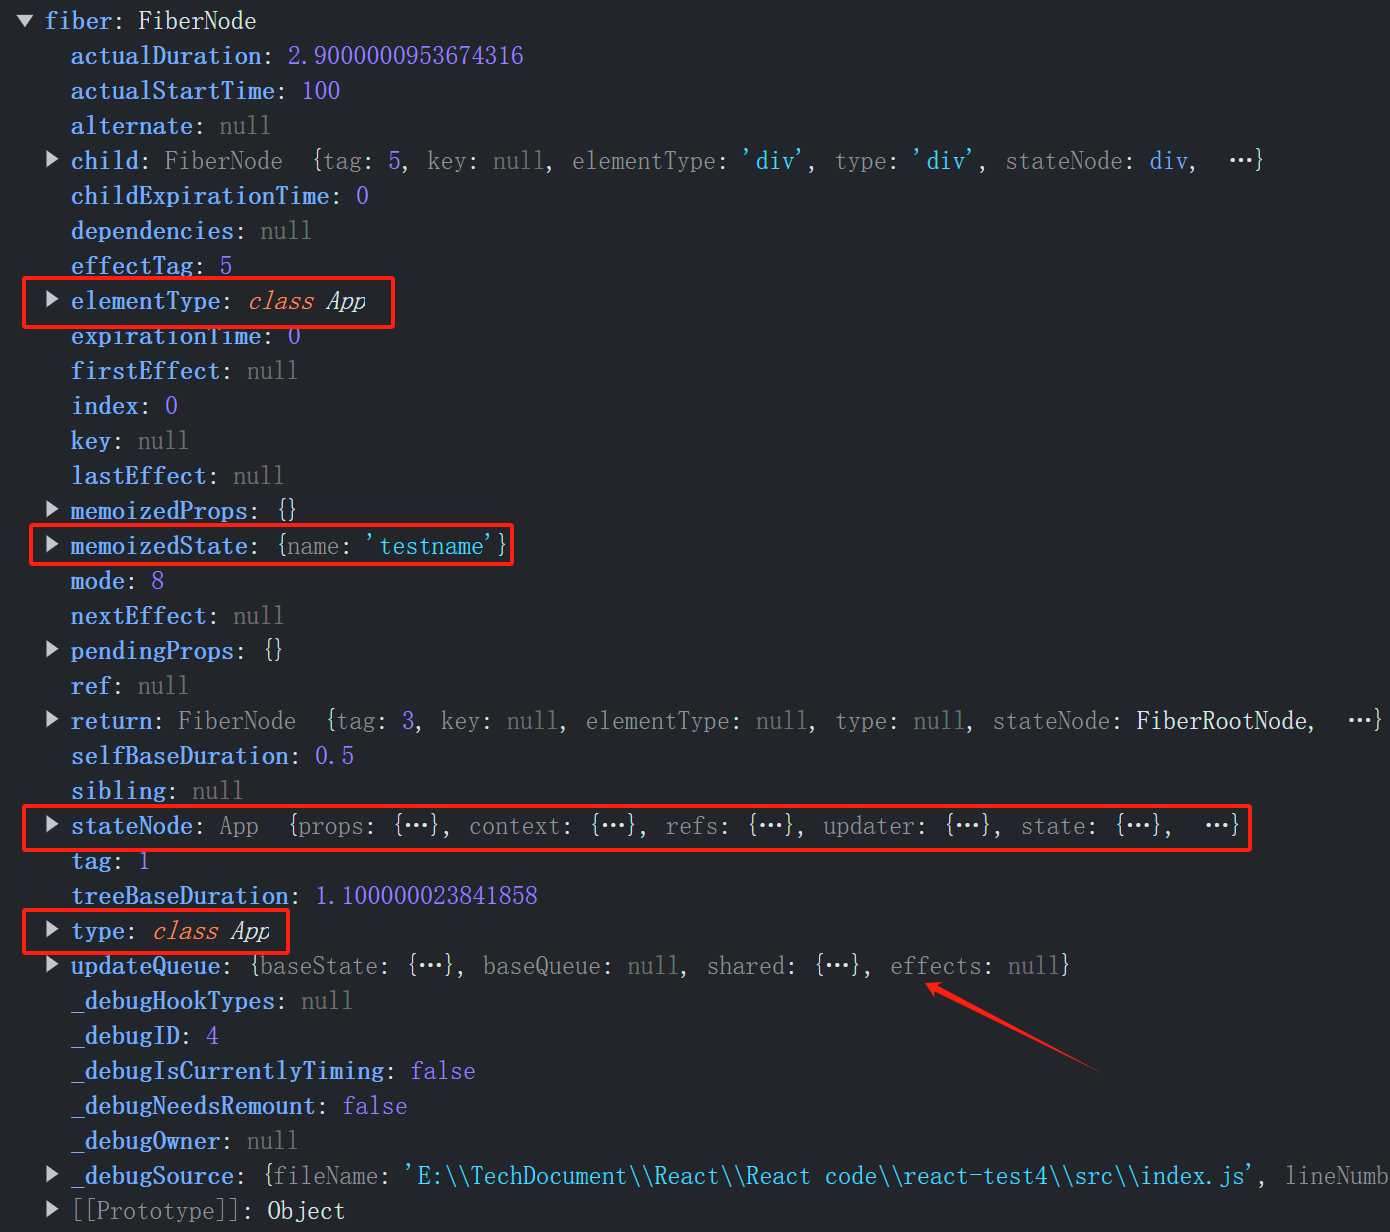 ▼ fiber: FiberNode
actualDuration: 2.9000000953674316
actualStartTime: 100
alternate: null
▶ child: FiberNode {tag: 5, key: null, elementType: 'div', type: 'div', stateNode: div, …}
childExpirationTime: 0
dependencies: null
effectTag: 5
▶ elementType: class App
expirationTime: 0
firstEffect: null
index: 0
key: null
lastEffect: null
▶ memoizedProps: {}
▶ memoizedState: {name: 'testname'}
mode: 8
nextEffect: null
▶ pendingProps: {}
ref: null
▶ return: FiberNode {tag: 3, key: null, elementType: null, type: null, stateNode: FiberRootNode, …}
selfBaseDuration: 0.5
sibling: null
▶ stateNode: App {props: {…}, context: {…}, refs: {…}, updater: {…}, state: {…}, …}
tag: 1
treeBaseDuration: 1.100000023841858
▶ type: class App
▶ updateQueue: {baseState: {…}, baseQueue: null, shared: {…}, effects: null}
_debugHookTypes: null
_debugID: 4
_debugIsCurrentlyTiming: false
_debugNeedsRemount: false
_debugOwner: null
▶ _debugSource: {fileName: 'E:\\TechDocument\\React\\React code\\react-test4\\src\\index.js', lineNumb
▶ [[Prototype]]: Object